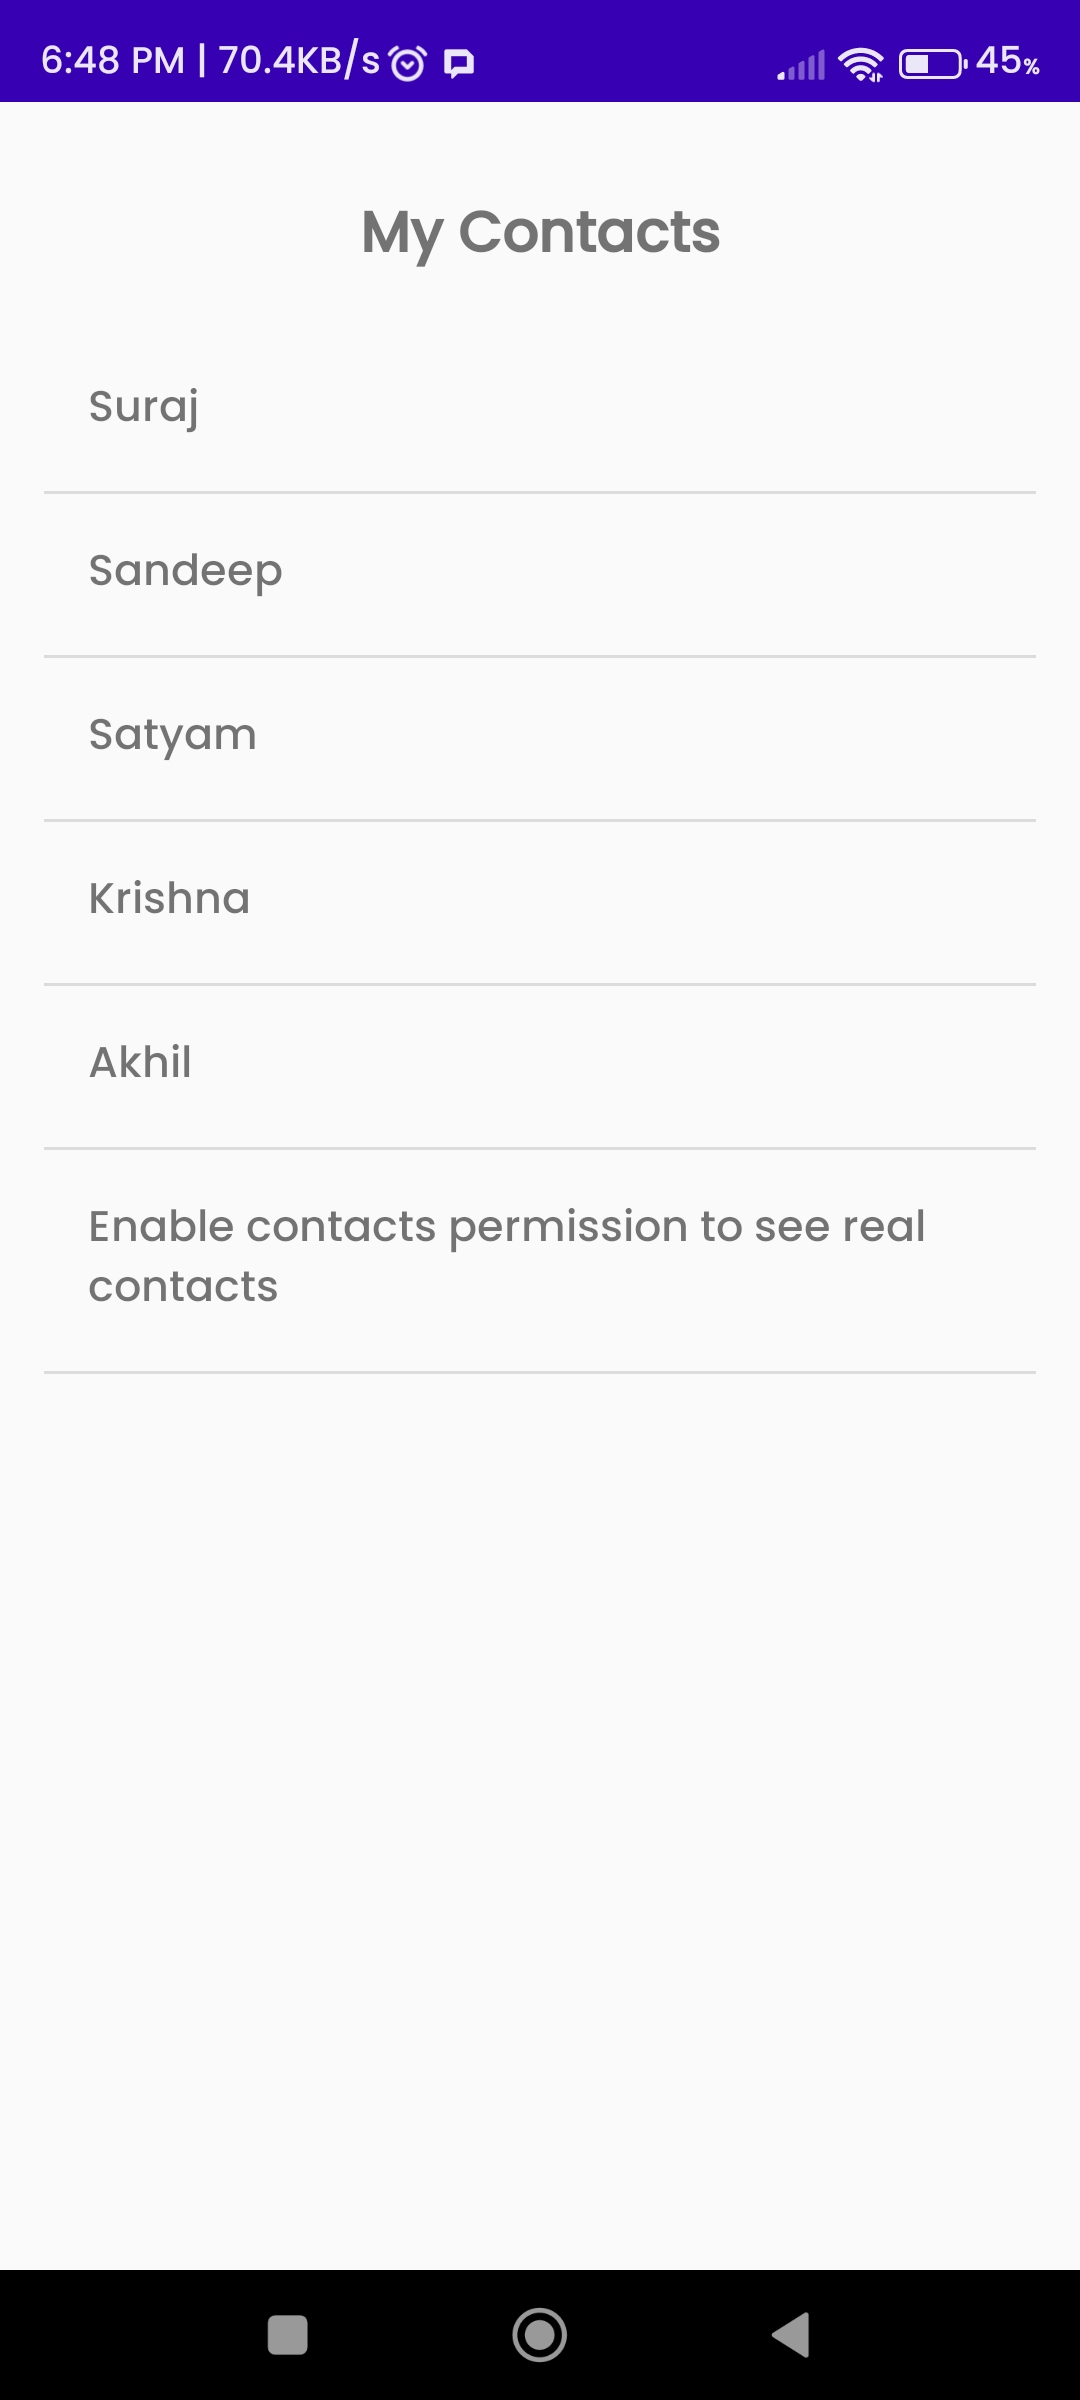 6:48 PM | 70.4KB/s 45%
My Contacts
Suraj
Sandeep
Satyam
Krishna
Akhil
Enable contacts permission to see real
contacts